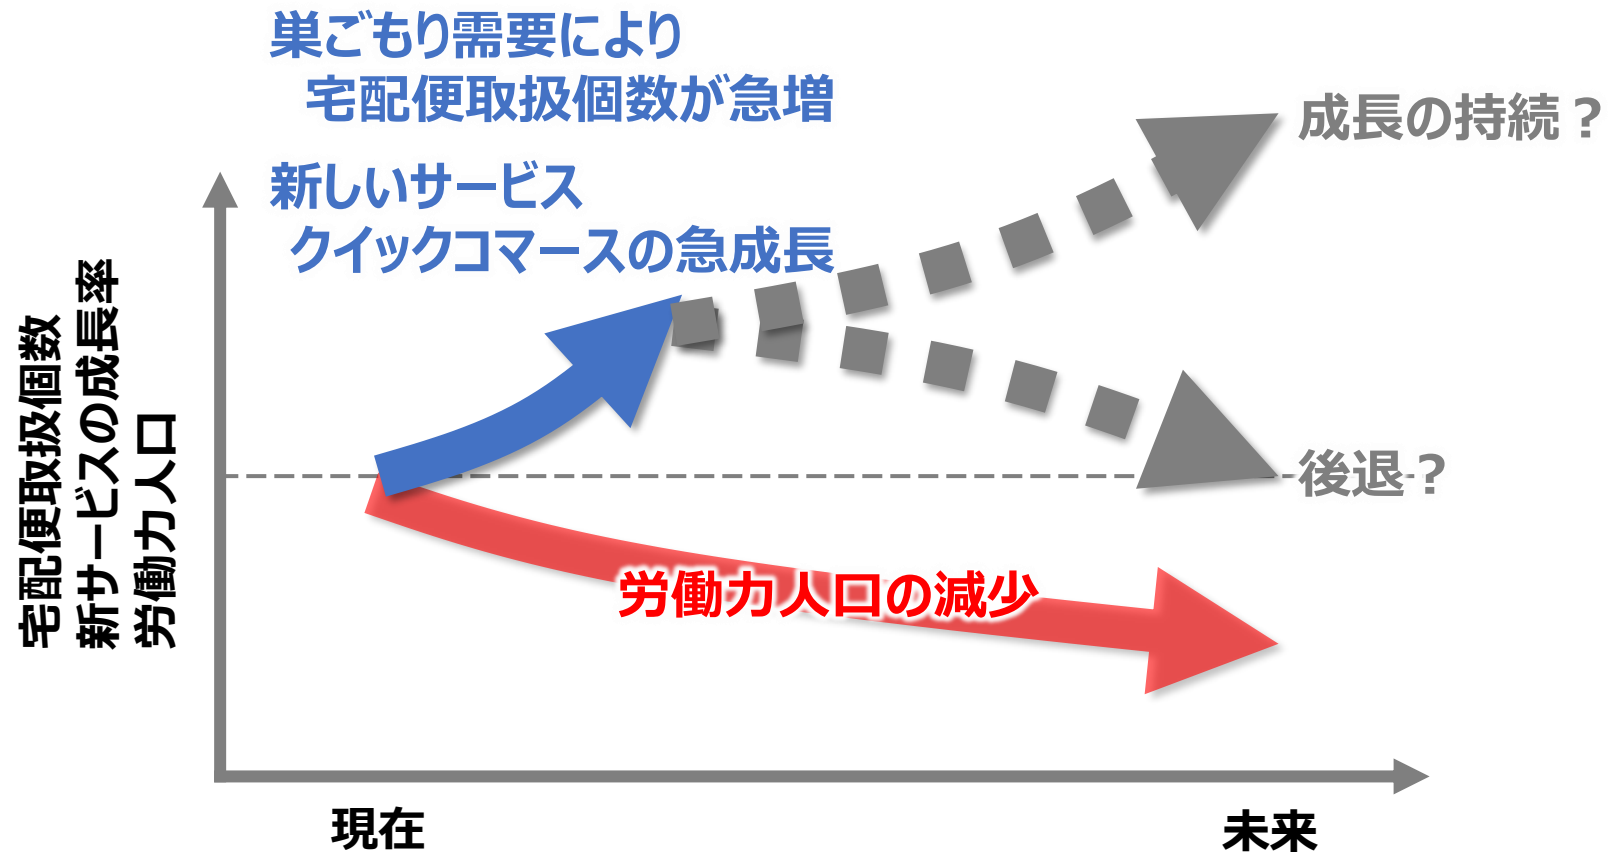 巣ごもり需要により
宅配便取扱個数が急増
新しいサービス
クイックコマースの急成長
成長の持続？
後退？
労働力人口の減少
宅配便取扱個数
新サービスの成長率
労働力人口
現在
未来